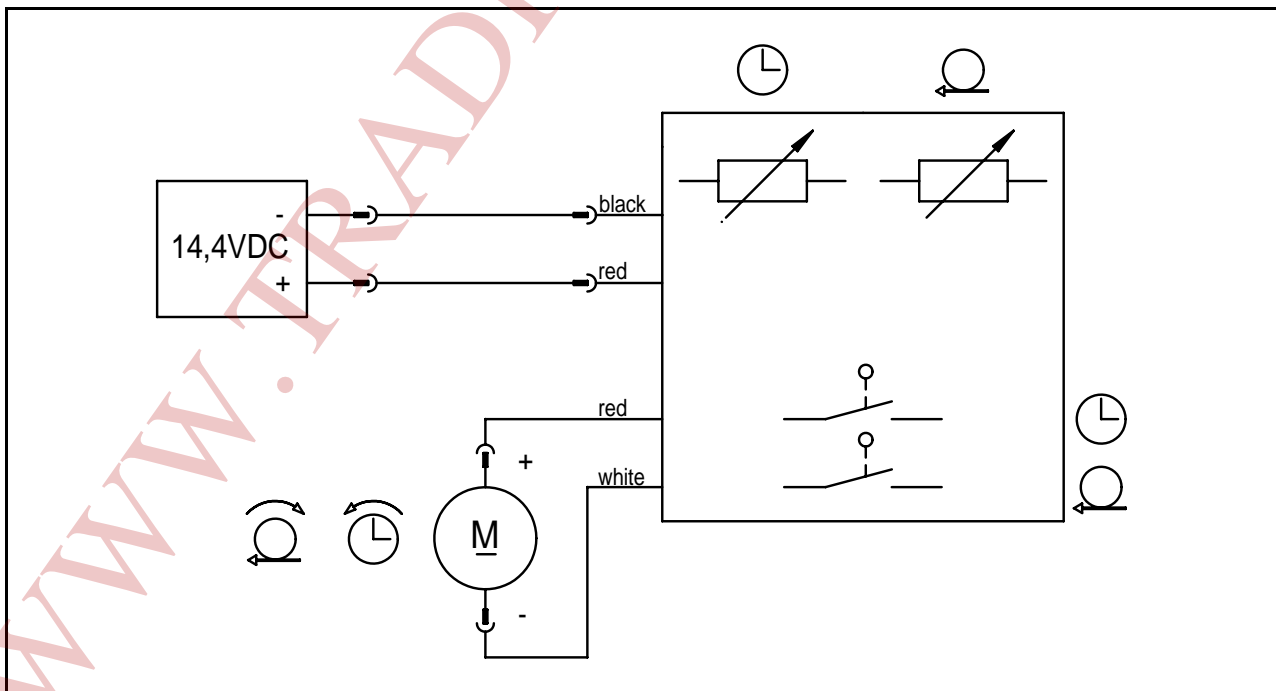 WWW.TRADI
-
14,4VDC
+
black
red
red
+
white
M
-